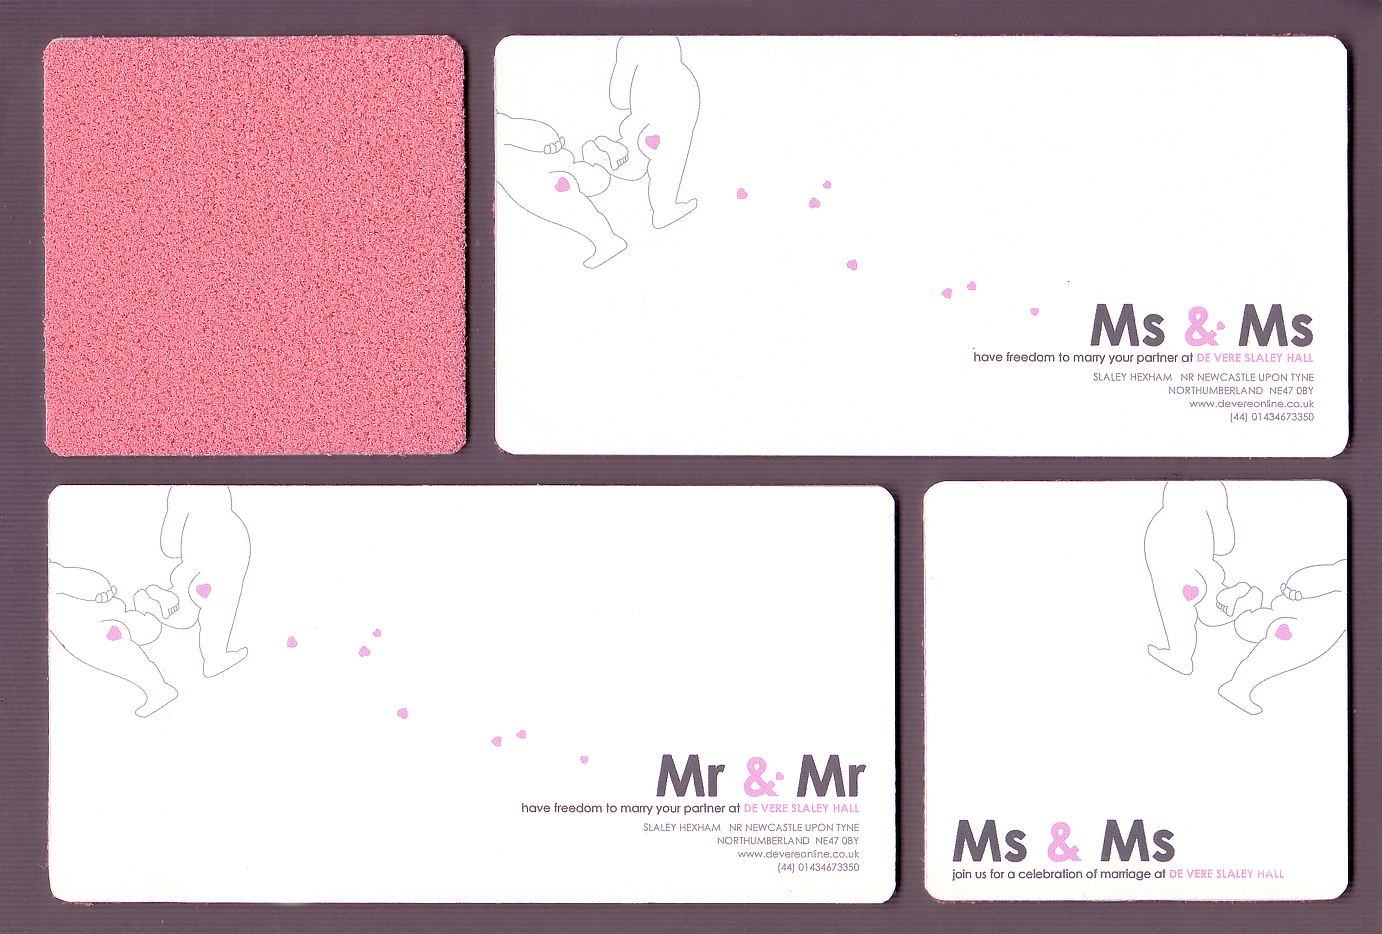 Ms & Ms
have freedom to marry your partner at DE VERE SLALEY HALL
SLALEY HEXHAM NR NEWCASTLE UPON TYNE
NORTHUMBERLAND NE47 0BY
www.devereonline.co.uk
(44) 01434673350
Mr & Mr
have freedom to marry your partner at DE VERE SLALEY HALL
SLALEY HEXHAM NR NEWCASTLE UPON TYNE
NORTHUMBERLAND NE47 0BY
www.devereonline.co.uk
(44) 01434673350
Ms & Ms
join us for a celebration of marriage at DE VERE SLALEY HALL